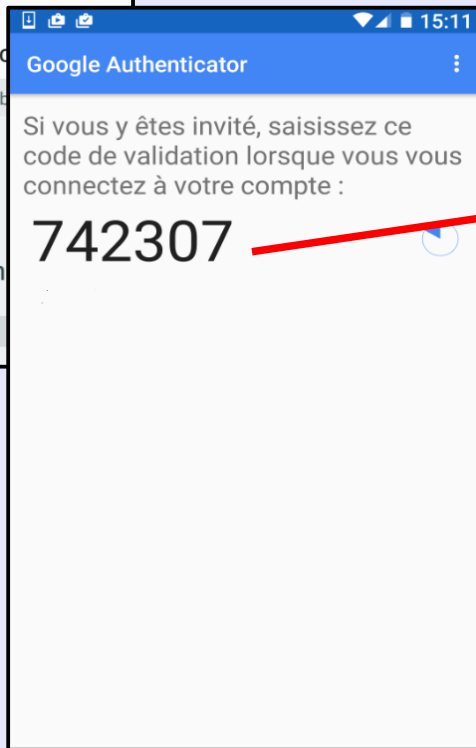 15:11
Google Authenticator
Si vous y êtes invité, saisissez ce
code de validation lorsque vous vous
connectez à votre compte :
742307